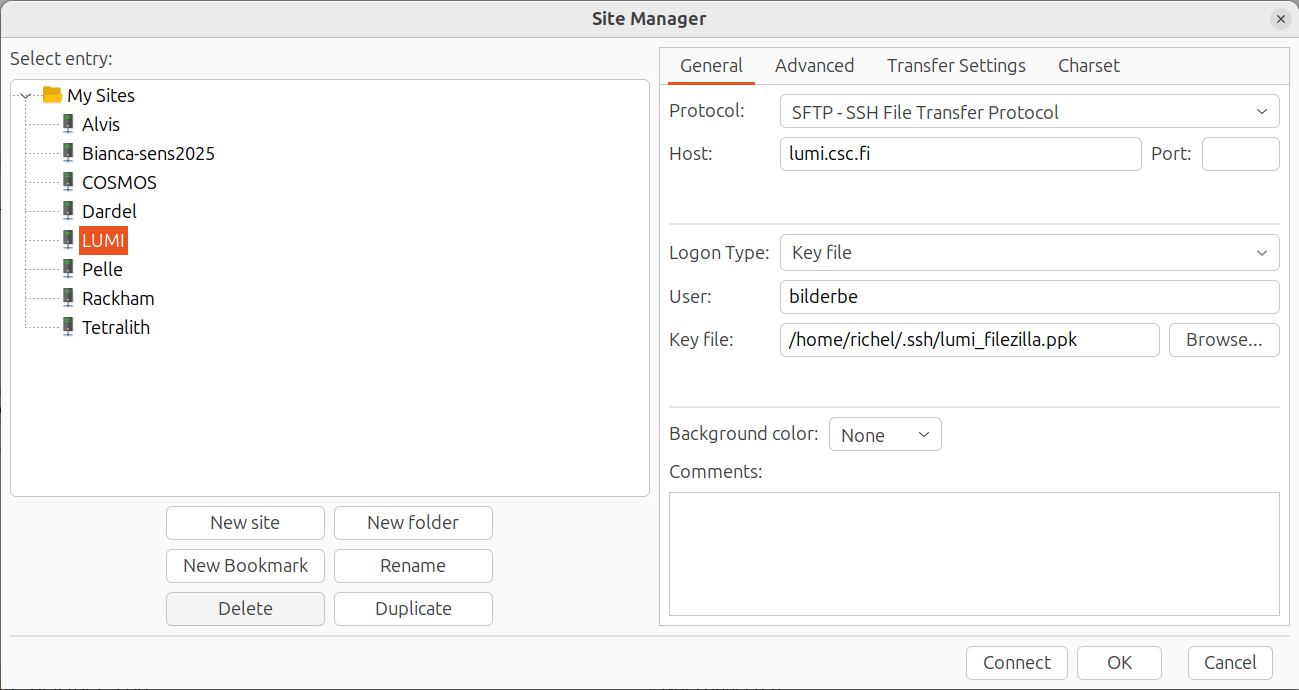 Site Manager
Select entry:
My Sites
Alvis
Bianca-sens2025
COSMOS
Dardel
LUMI
Pelle
Rackham
Tetralith
New site New folder
New Bookmark Rename
Delete Duplicate
General Advanced Transfer Settings Charset
Protocol: SFTP - SSH File Transfer Protocol
Host: lumi.csc.fi Port:
Logon Type: Key file
User: bilderbe
Key file: /home/richel/.ssh/lumi_filezilla.ppk Browse...
Background color: None
Comments:
Connect OK Cancel